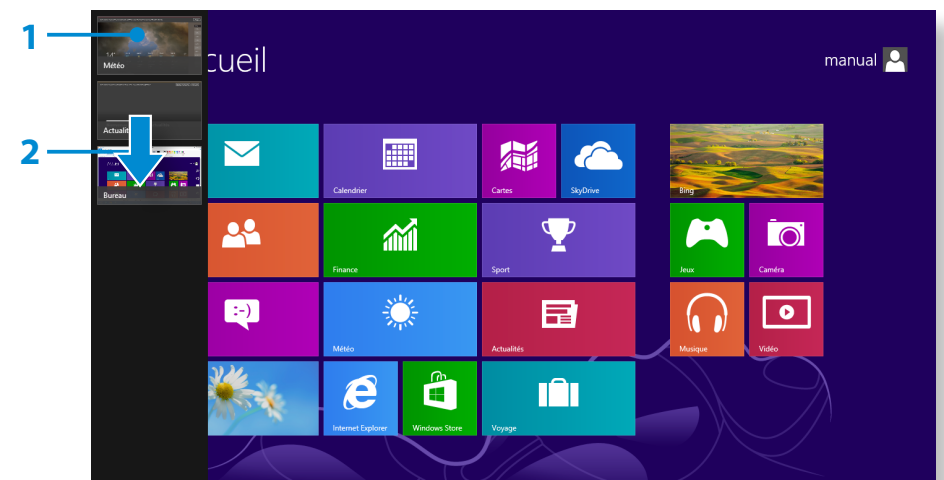 1
Météo
cueil
manual
Actualit
2
Bureau
Calendrier
Cartes
SkyDrive
Bing
Finance
Sport
Jeux
Caméra
Météo
Actualités
Musique
Vidéo
Internet Explorer
Windows Store
Voyage